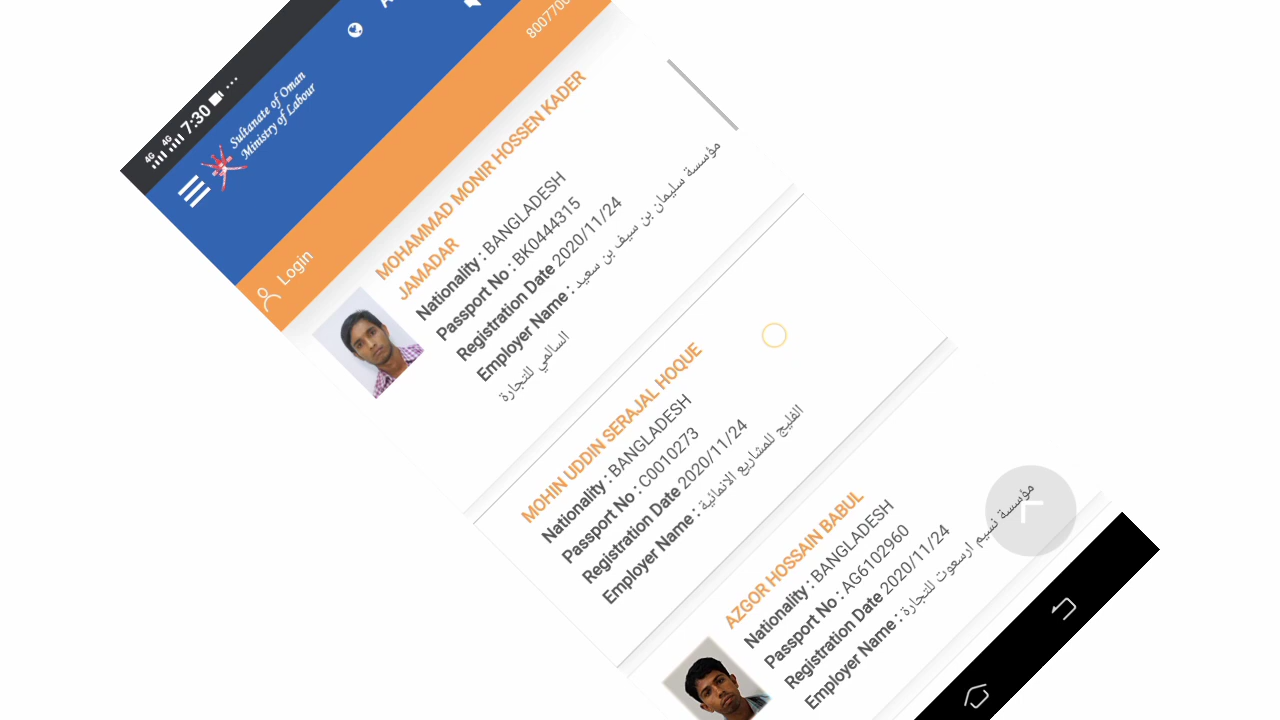 4G 4G 7:30 ...
Sultanate of Oman
Ministry of Labour
Login
MOHAMMAD MONIR HOSSEN KADER
JAMADAR
Nationality : BANGLADESH
Passport No : BK0444315
Registration Date 2020/11/24
Employer Name : مؤسسة سليمان بن سيف بن سعيد
السالمي للتجارة
MOHIN UDDIN SERAJAL HOQUE
Nationality : BANGLADESH
Passport No : C0010273
Registration Date 2020/11/24
Employer Name : الفليج للمشاريع الانمائية
AZGOR HOSSAIN BABUL
Nationality : BANGLADESH
Passport No : AG6102960
Registration Date 2020/11/24
Employer Name : مؤسسة نسيم ارسعوت للتجارة